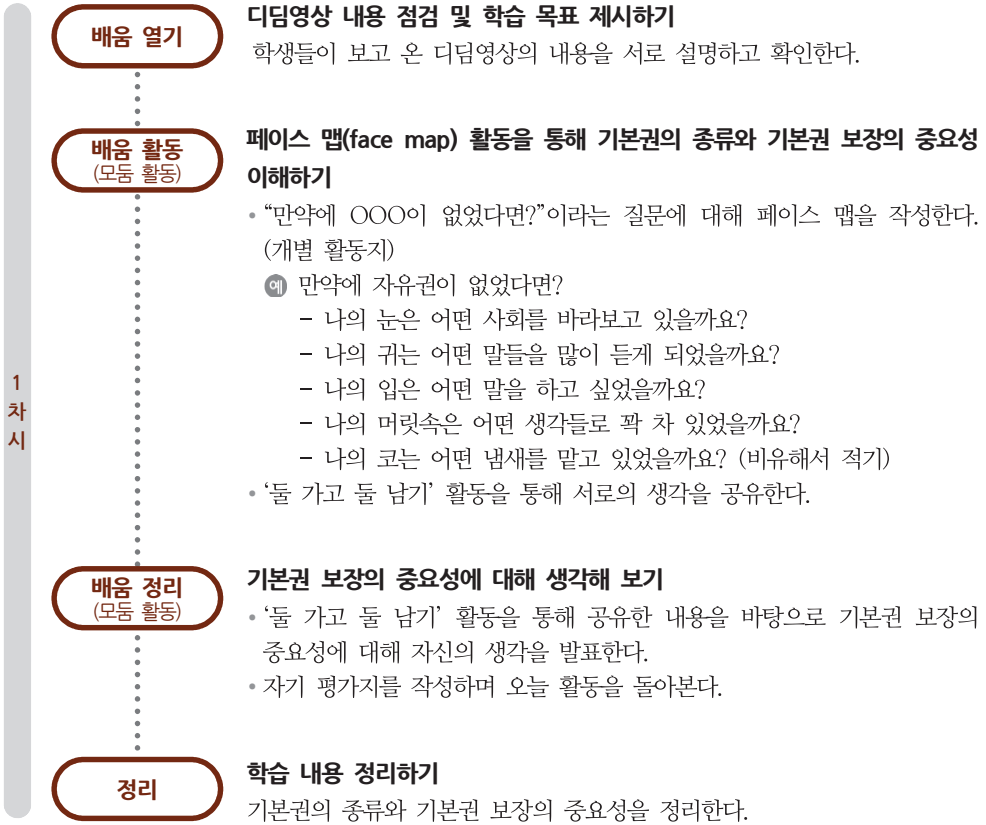 1
차
시
배움 열기
디딤영상 내용 점검 및 학습 목표 제시하기
학생들이 보고 온 디딤영상의 내용을 서로 설명하고 확인한다.
배움 활동
(모둠 활동)
페이스 맵(face map) 활동을 통해 기본권의 종류와 기본권 보장의 중요성
이해하기
• “만약에 OOO이 없었다면?”이라는 질문에 대해 페이스 맵을 작성한다.
(개별 활동지)
예 만약에 자유권이 없었다면?
– 나의 눈은 어떤 사회를 바라보고 있을까요?
– 나의 귀는 어떤 말들을 많이 듣게 되었을까요?
– 나의 입은 어떤 말을 하고 싶었을까요?
– 나의 머릿속은 어떤 생각들로 꽉 차 있었을까요?
– 나의 코는 어떤 냄새를 맡고 있었을까요? (비유해서 적기)
• ‘둘 가고 둘 남기’ 활동을 통해 서로의 생각을 공유한다.
배움 정리
(모둠 활동)
기본권 보장의 중요성에 대해 생각해 보기
• ‘둘 가고 둘 남기’ 활동을 통해 공유한 내용을 바탕으로 기본권 보장의
중요성에 대해 자신의 생각을 발표한다.
• 자기 평가지를 작성하며 오늘 활동을 돌아본다.
정리
학습 내용 정리하기
기본권의 종류와 기본권 보장의 중요성을 정리한다.